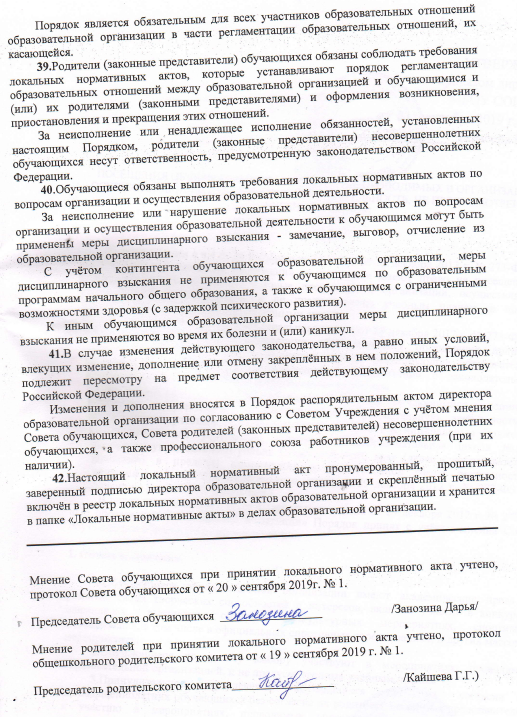 Порядок является обязательным для всех участников образовательных отношений
образовательной организации в части регламентации образовательных отношений, их
касающейся.
39.Родители (законные представители) обучающихся обязаны соблюдать требования
локальных нормативных актов, которые устанавливают порядок регламентации
образовательных отношений между образовательной организацией и обучающимися и
(или) их родителями (законными представителями) и оформления возникновения,
приостановления и прекращения этих отношений.
За неисполнение или ненадлежащее исполнение обязанностей, установленных
настоящим Порядком, родители (законные представители) несовершеннолетних
обучающихся несут ответственность, предусмотренную законодательством Российской
Федерации.
40.Обучающиеся обязаны выполнять требования локальных нормативных актов по
вопросам организации и осуществления образовательной деятельности.
За неисполнение или нарушение локальных нормативных актов по вопросам
организации и осуществления образовательной деятельности к обучающимся могут быть
применены меры дисциплинарного взыскания - замечание, выговор, отчисление из
образовательной организации.
С учётом контингента обучающихся образовательной организации, меры
дисциплинарного взыскания не применяются к обучающимся по образовательным
программам начального общего образования, а также к обучающимся с ограниченными
возможностями здоровья (с задержкой психического развития).
К иным обучающимся образовательной организации меры дисциплинарного
взыскания не применяются во время их болезни и (или) каникул.
41.В случае изменения действующего законодательства, а равно иных условий,
влекущих изменение, дополнение или отмену закреплённых в нем положений, Порядок
подлежит пересмотру на предмет соответствия действующему законодательству
Российской Федерации.
Изменения и дополнения вносятся в Порядок распорядительным актом директора
образовательной организации по согласованию с Советом Учреждения с учётом мнения
Совета обучающихся, Совета родителей (законных представителей) несовершеннолетних
обучающихся, а также профессионального союза работников учреждения (при их
наличии).
42.Настоящий локальный нормативный акт пронумерованный, прошитый,
заверенный подписью директора образовательной организации и скреплённый печатью
включён в реестр локальных нормативных актов образовательной организации и хранится
в папке «Локальные нормативные акты» в делах образовательной организации.
Мнение Совета обучающихся при принятии локального нормативного акта учтено,
протокол Совета обучающихся от « 20 » сентября 2019г. № 1.
Председатель Совета обучающихся Занозина /Занозина Дарья/
Мнение родителей при принятии локального нормативного акта учтено, протокол
общешкольного родительского комитета от « 19 » сентября 2019 г. № 1.
Председатель родительского комитета /Кайшева Г.Г.)